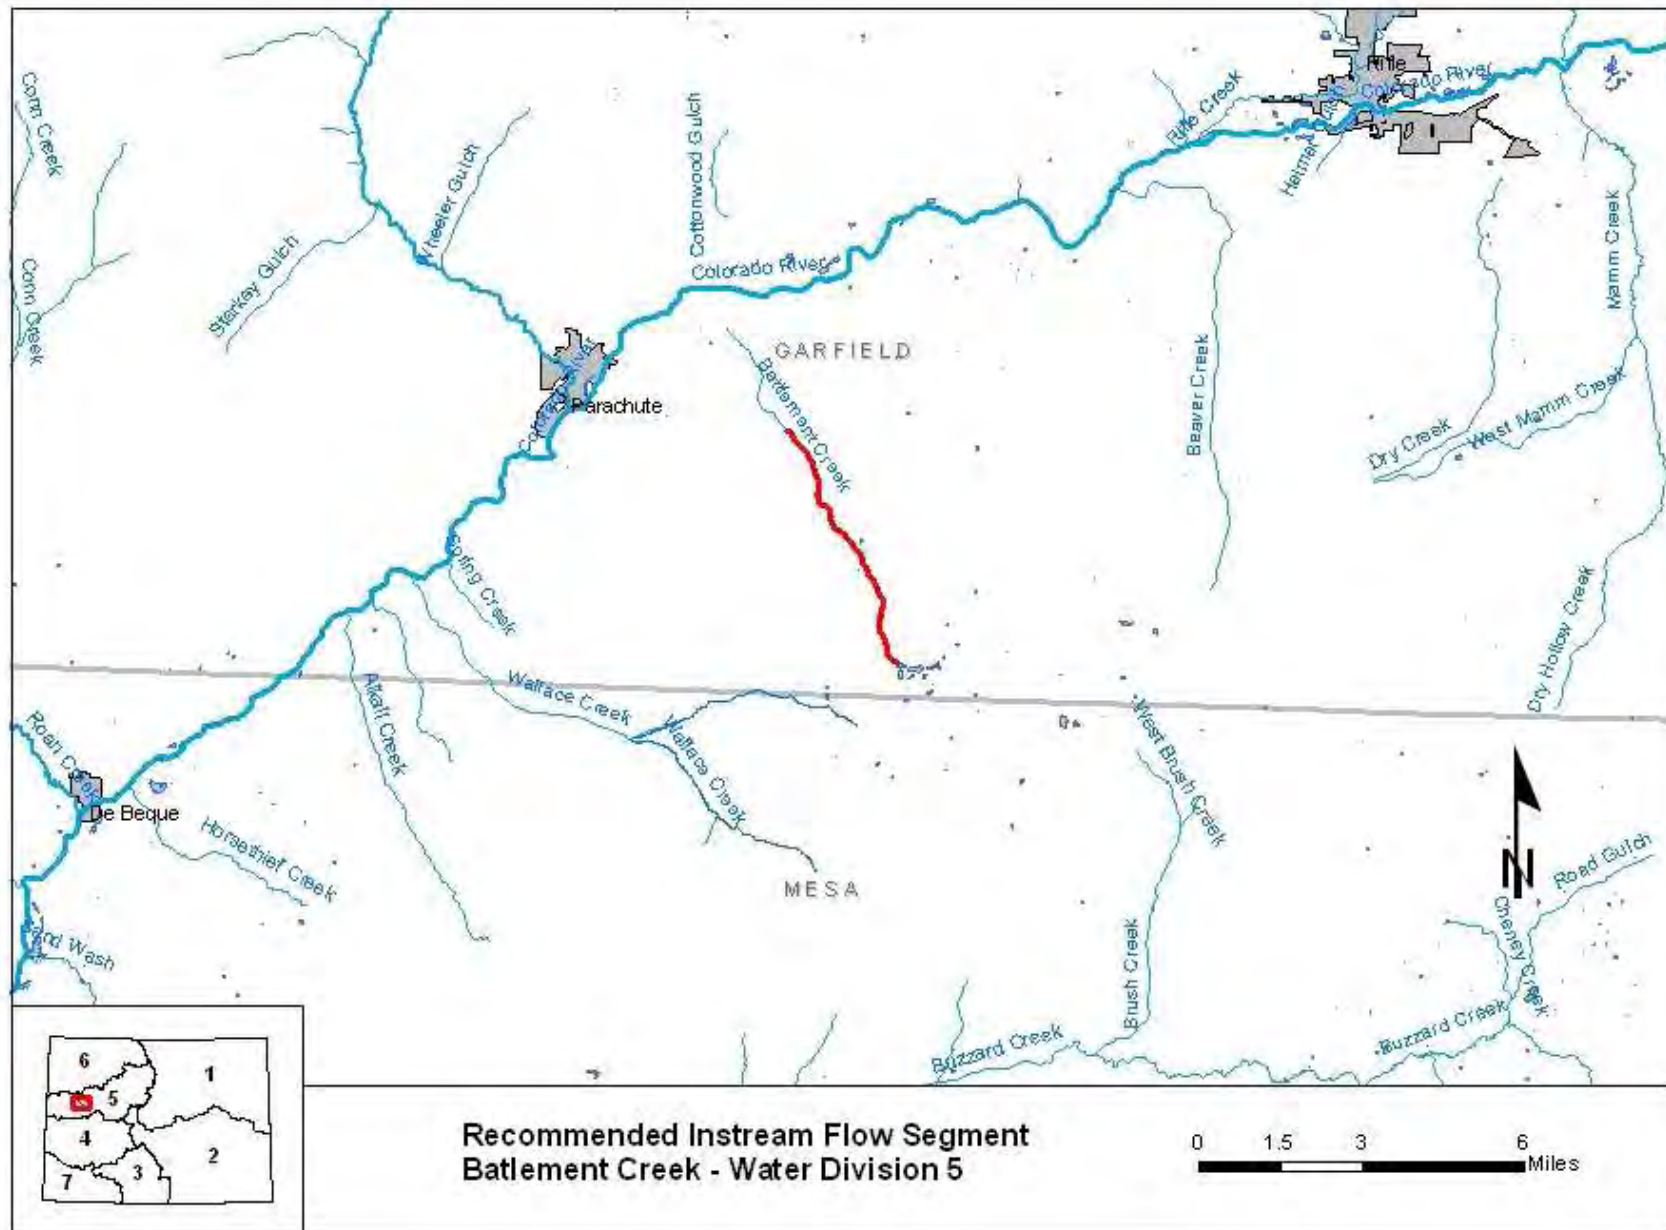 Conn Creek
Conn Creek
Starkey Gulch
Wheeler Gulch
Cottonwood Gulch
Colorado River
Rifle Creek
Rifle
Colorado River
Mamm Creek
GARFIELD
Battlement Creek
Beaver Creek
Dry Creek
West Mamm Creek
Parachute
Spring Creek
Dry Hollow Creek
Wallace Creek
Wallace Creek
Alkali Creek
Roan Creek
De Beque
Horsethief Creek
West Brush Creek
MESA
N
Road Gulch
Cheney Creek
Sand Wash
Brush Creek
Buzzard Creek
Buzzard Creek
6
1
5
4
2
3
7
Recommended Instream Flow Segment
Batlement Creek - Water Division 5
0 1.5 3 6
Miles